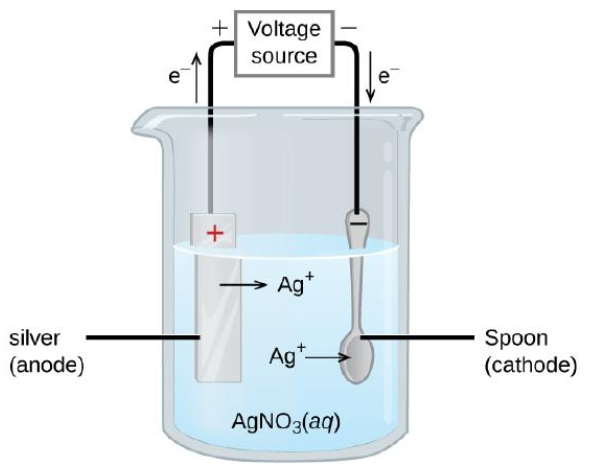 + Voltage −
source
e⁻ e⁻
+ −
Ag⁺
silver
(anode)
Ag⁺
Spoon
(cathode)
AgNO₃(aq)